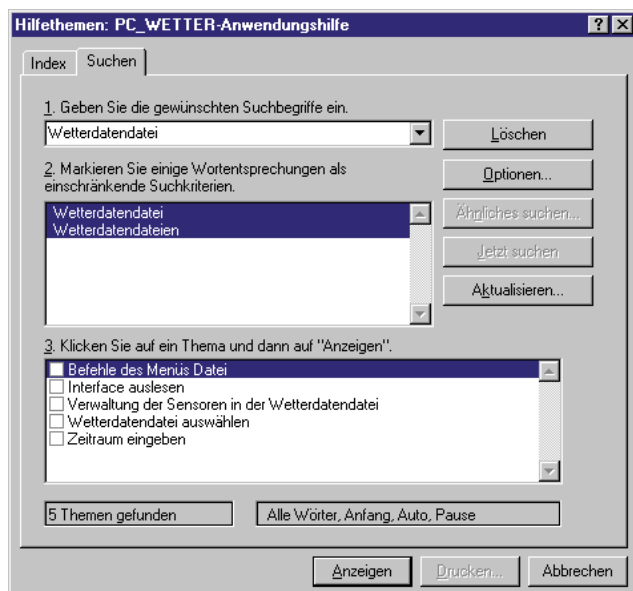 Hilfethemen: PC_WETTER-Anwendungshilfe
Index Suchen
1. Geben Sie die gewünschten Suchbegriffe ein.
Wetterdatendatei
Löschen
2. Markieren Sie einige Wortentsprechungen als
einschränkende Suchkriterien.
Optionen...
Wetterdatendatei
Wetterdatendateien
Ähnliches suchen...
Jetzt suchen
Aktualisieren...
3. Klicken Sie auf ein Thema und dann auf "Anzeigen".
Befehle des Menüs Datei
Interface auslesen
Verwaltung der Sensoren in der Wetterdatendatei
Wetterdatendatei auswählen
Zeitraum eingeben
5 Themen gefunden
Alle Wörter, Anfang, Auto, Pause
Anzeigen
Drucken...
Abbrechen